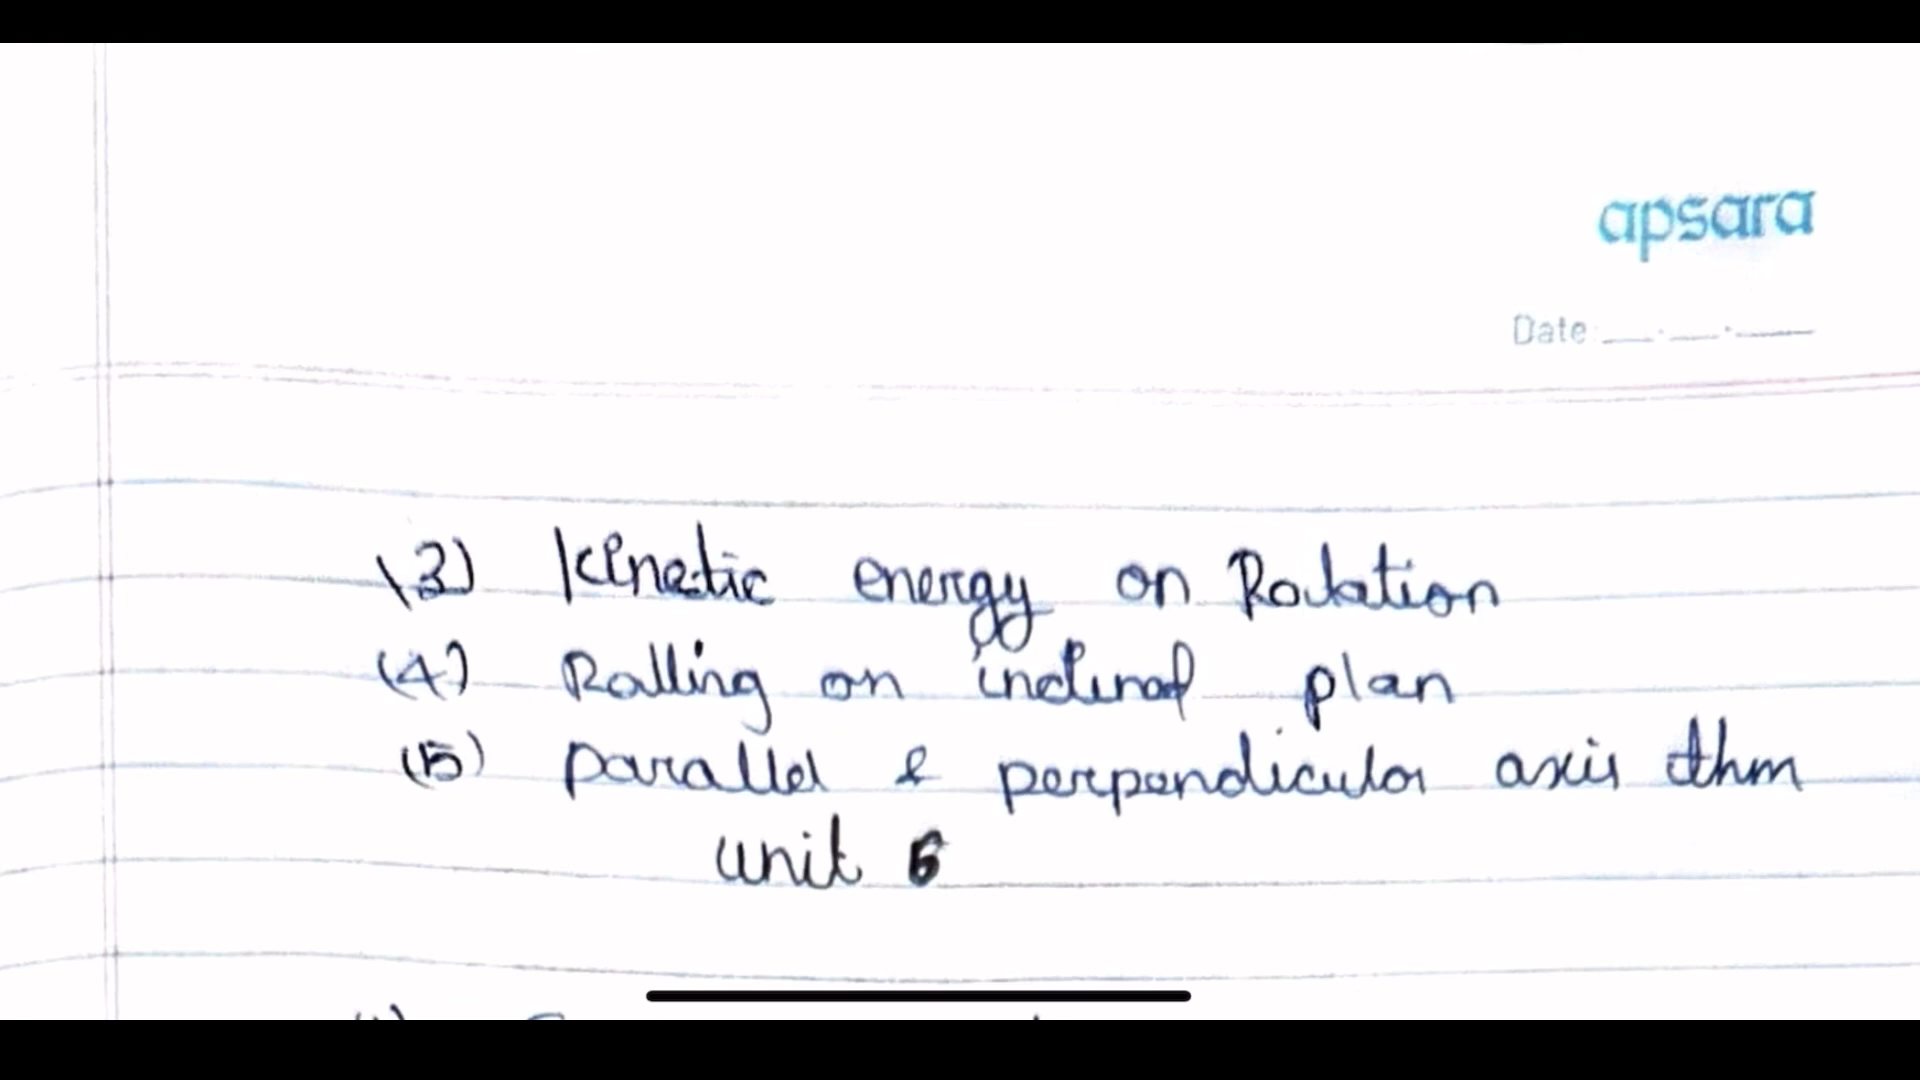 apsara
Date
(3) Kinetic energy on Rotation
(4) Rolling on inclined plan
(5) parallel & perpendicular axis thm
unit 6